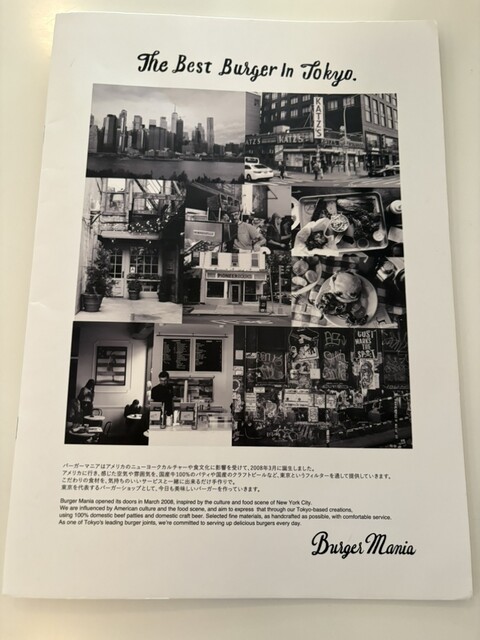 The Best Burger In Tokyo.
KATZ'S
KATZ'S
PIONEER
バーガーマニアはアメリカのニューヨークカルチャーや食文化に影響を受けて、2008年3月に誕生しました。
アメリカに行き、感じた空気や雰囲気を、国産牛100%のパティや国産のクラフトビールなど、東京というフィルターを通して提供していきます。
こだわりの食材を、気持ちのいいサービスと一緒に出来るだけ手作りで。
東京を代表するバーガーショップとして、今日も美味しいバーガーを作っていきます。
Burger Mania opened its doors in March 2008, inspired by the culture and food scene of New York City.
We are influenced by American culture and the food scene, and aim to express that through our Tokyo-based creations,
using 100% domestic beef patties and domestic craft beer. Selected fine materials, as handcrafted as possible, with comfortable service.
As one of Tokyo's leading burger joints, we're committed to serving up delicious burgers every day.
Burger Mania